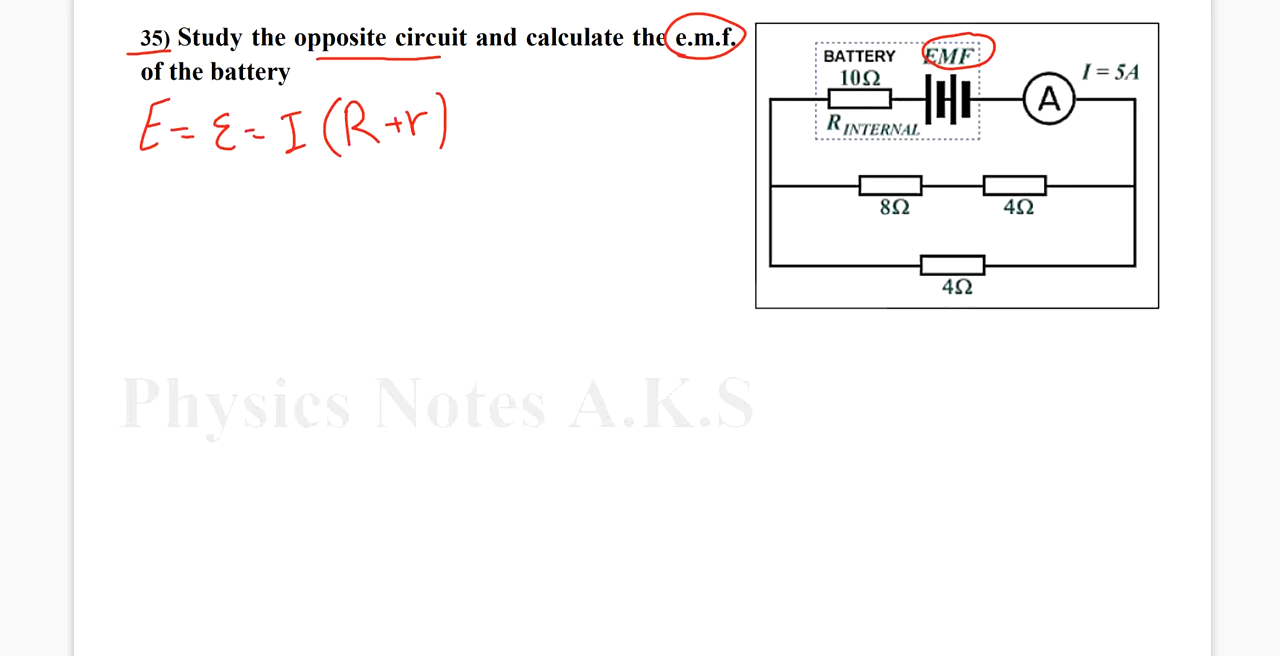 35) Study the opposite circuit and calculate the e.m.f.
of the battery
E = ε = I (R+r)
BATTERY EMF
10Ω
I = 5A
A
R INTERNAL
8Ω 4Ω
4Ω
Physics Notes A.K.S